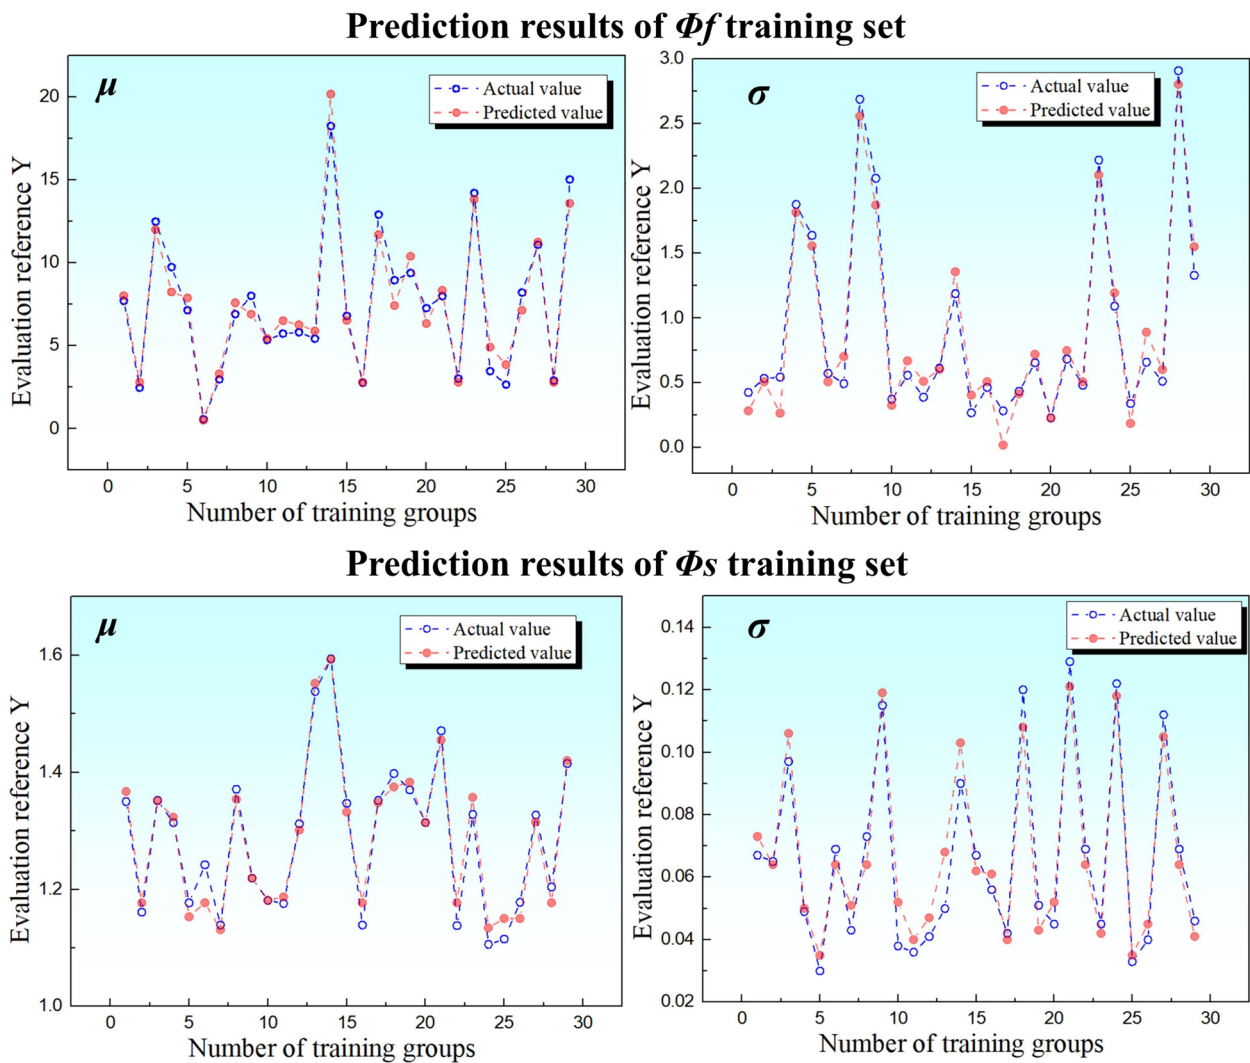 Prediction results of Φf training set
μ
Actual value
Predicted value
Evaluation reference Y
20
15
10
5
0
0 5 10 15 20 25 30
Number of training groups
σ
Actual value
Predicted value
Evaluation reference Y
3.0
2.5
2.0
1.5
1.0
0.5
0.0
0 5 10 15 20 25 30
Number of training groups
Prediction results of Φs training set
μ
Actual value
Predicted value
Evaluation reference Y
1.6
1.4
1.2
1.0
0 5 10 15 20 25 30
Number of training groups
σ
Actual value
Predicted value
Evaluation reference Y
0.14
0.12
0.10
0.08
0.06
0.04
0.02
0 5 10 15 20 25 30
Number of training groups